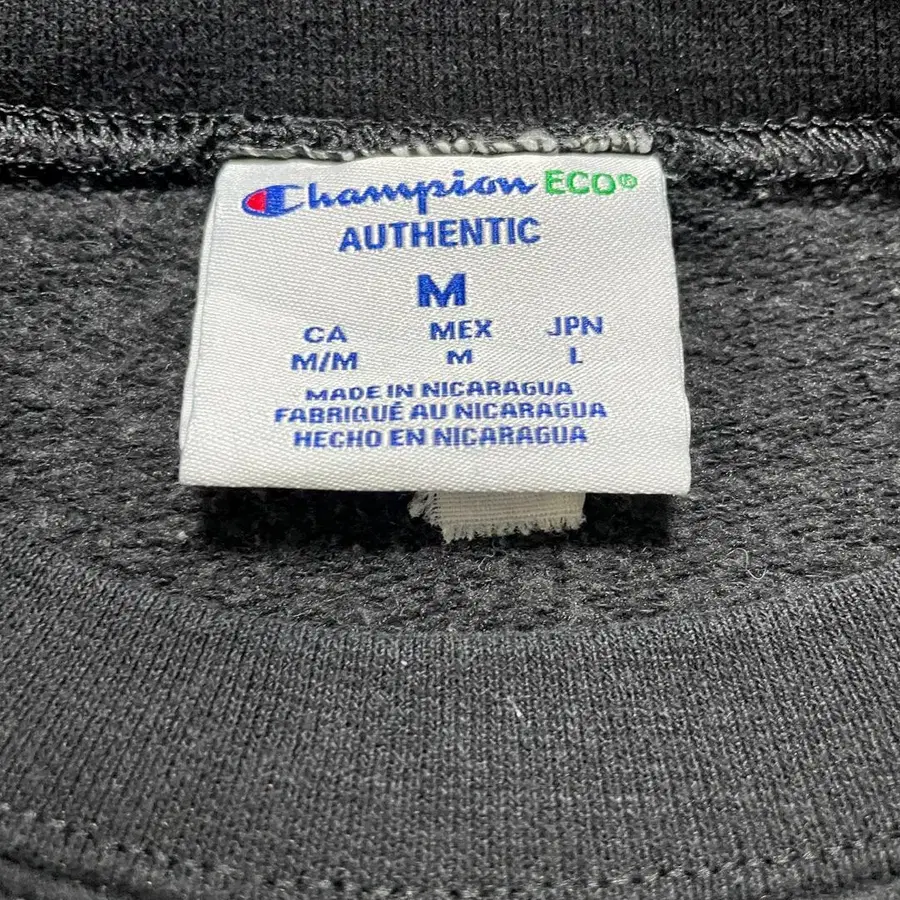 Champion ECO®
AUTHENTIC
M
CA MEX JPN
M/M M L
MADE IN NICARAGUA
FABRIQUÉ AU NICARAGUA
HECHO EN NICARAGUA